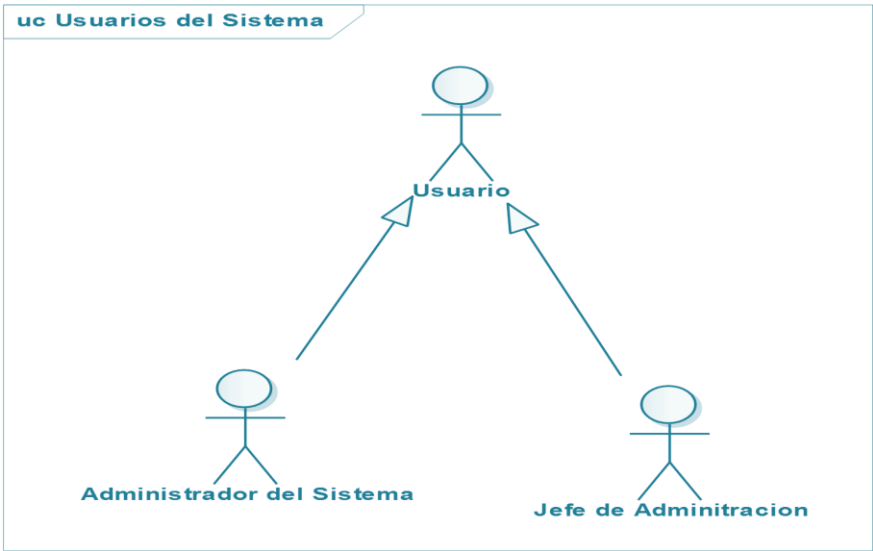 uc Usuarios del Sistema
Usuario
Administrador del Sistema
Jefe de Adminitracion